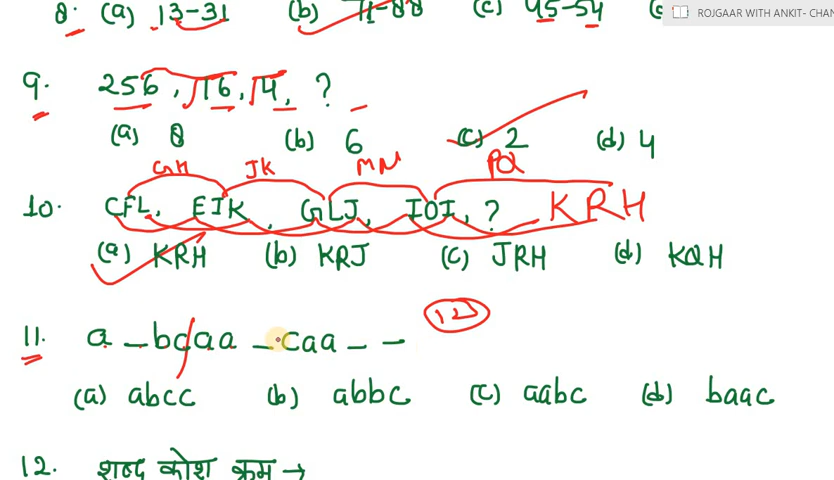 ROJGAAR WITH ANKIT- CHAN
8. (a) 13-31 (b) 71-88 (c) 45-54
9. 256, √16, √4, ?
(a) 8 (b) 6 (c) 2 (d) 4
GH JK MN PQ
10. CFL, EIK, GLJ, IOI, ? KRH
(a) KRH (b) KRJ (c) JRH (d) KQH
12
11. a _ bcaa _ caa _ _
(a) abcc (b) abbc (c) aabc (d) baac
12. शब्द कोश क्रम →